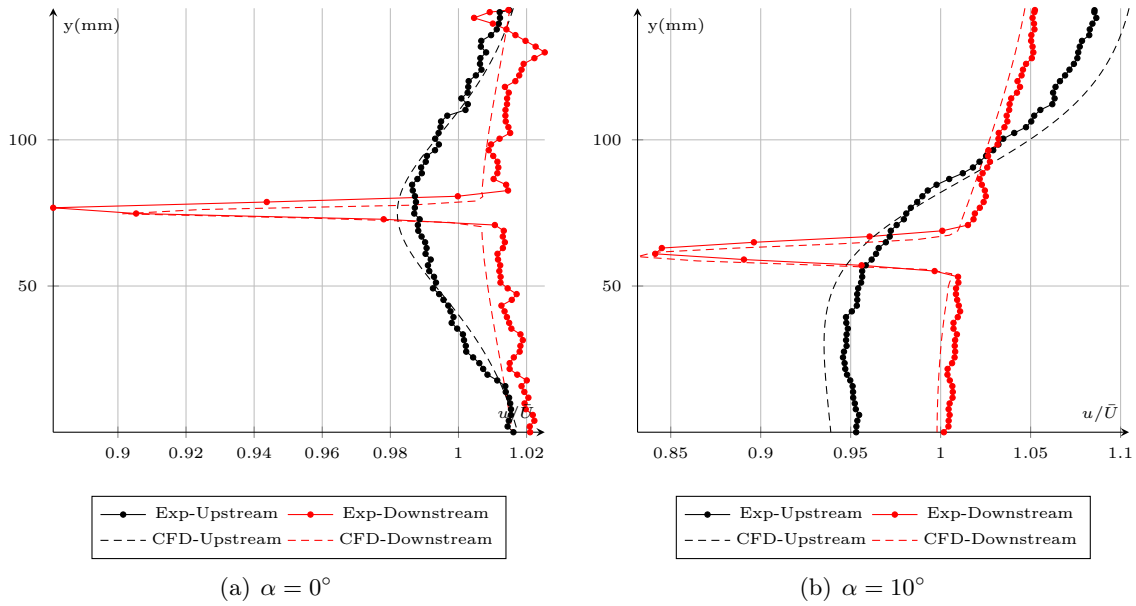 y(mm)
100
50
u/Ū
0.9
0.92
0.94
0.96
0.98
1
1.02
Exp-Upstream
Exp-Downstream
CFD-Upstream
CFD-Downstream
(a) α = 0°
y(mm)
100
50
u/Ū
0.85
0.9
0.95
1
1.05
1.1
Exp-Upstream
Exp-Downstream
CFD-Upstream
CFD-Downstream
(b) α = 10°